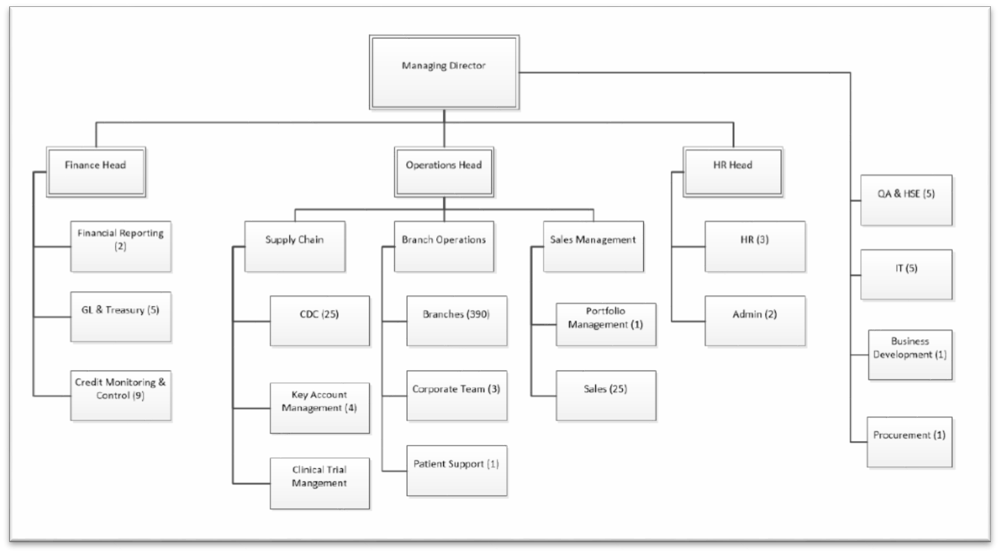 Managing Director
Finance Head
Operations Head
HR Head
QA & HSE (5)
Financial Reporting
(2)
Supply Chain
Branch Operations
Sales Management
HR (3)
IT (5)
GL & Treasury (5)
CDC (25)
Branches (390)
Portfolio
Management (1)
Admin (2)
Business
Development (1)
Credit Monitoring &
Control (9)
Key Account
Management (4)
Corporate Team (3)
Sales (25)
Procurement (1)
Clinical Trial
Mangement
Patient Support (1)